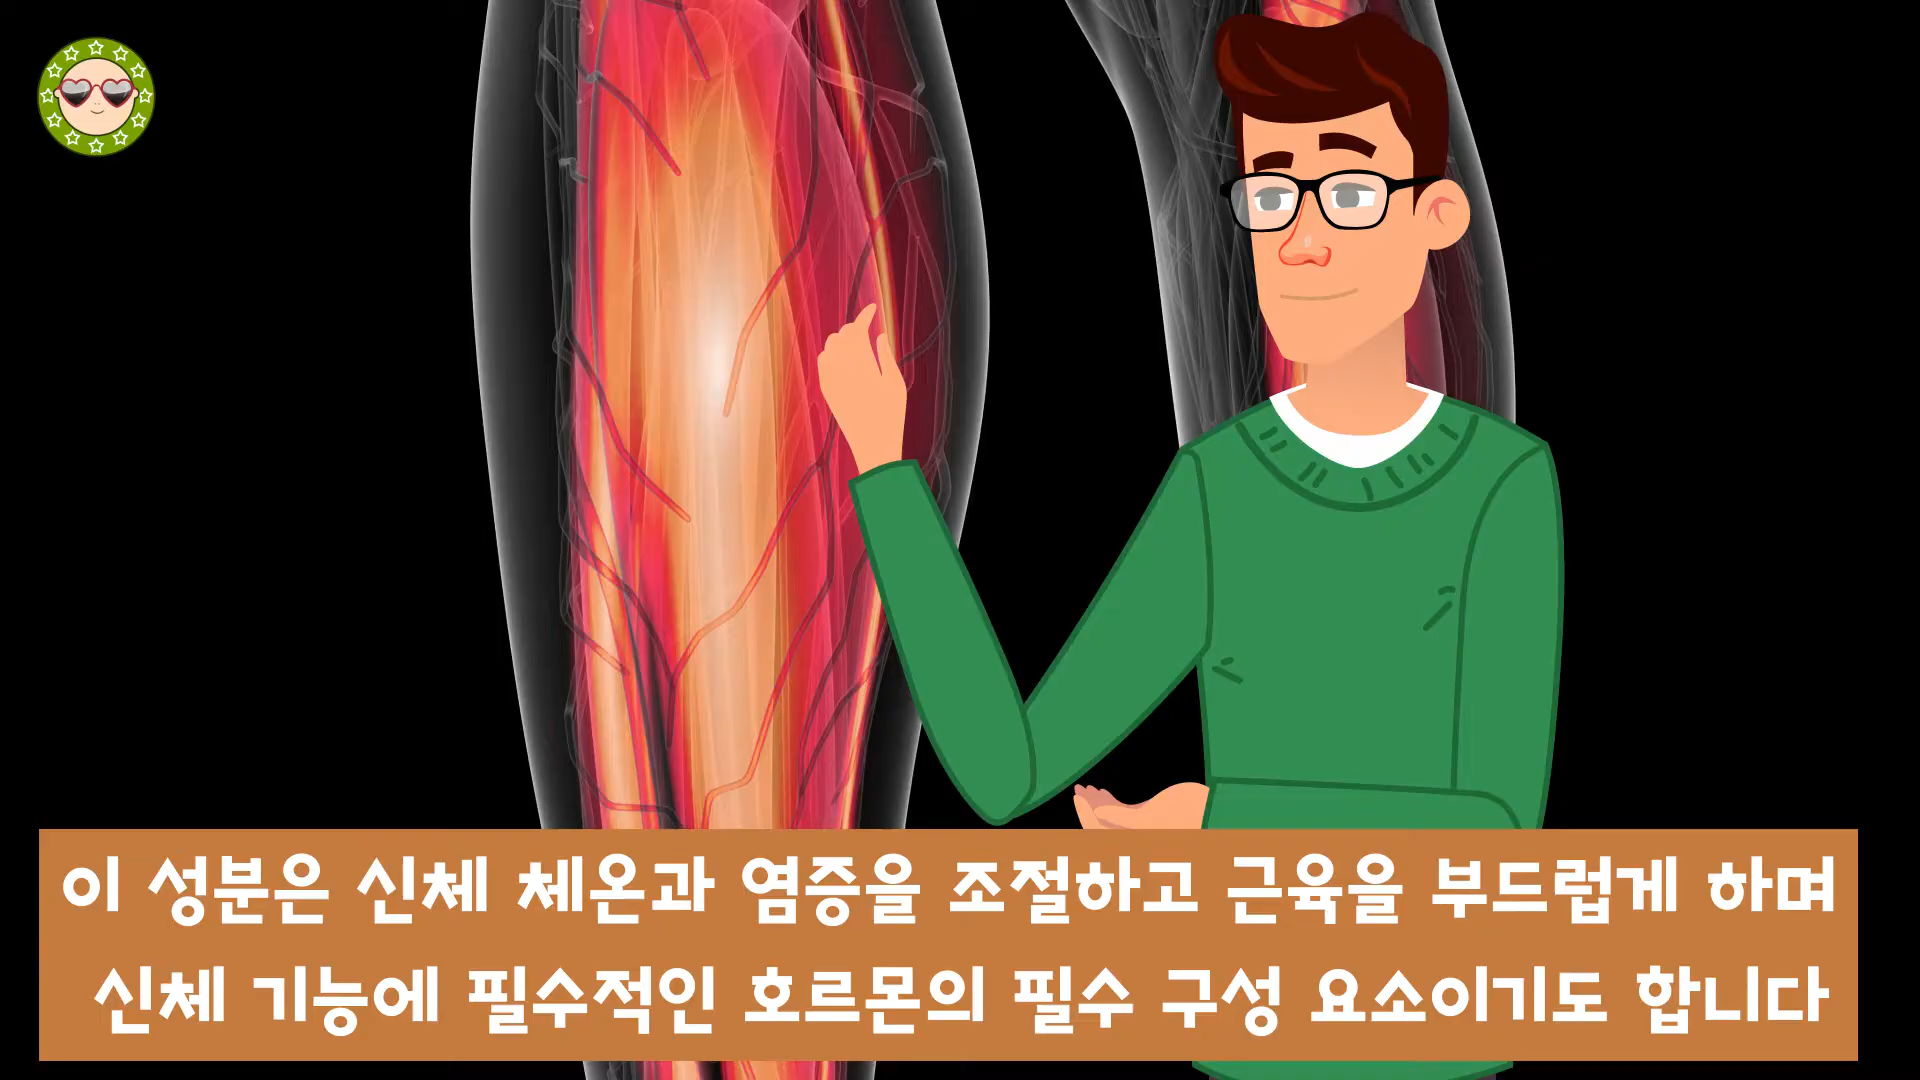 이 성분은 신체 체온과 염증을 조절하고 근육을 부드럽게 하며
신체 기능에 필수적인 호르몬의 필수 구성 요소이기도 합니다